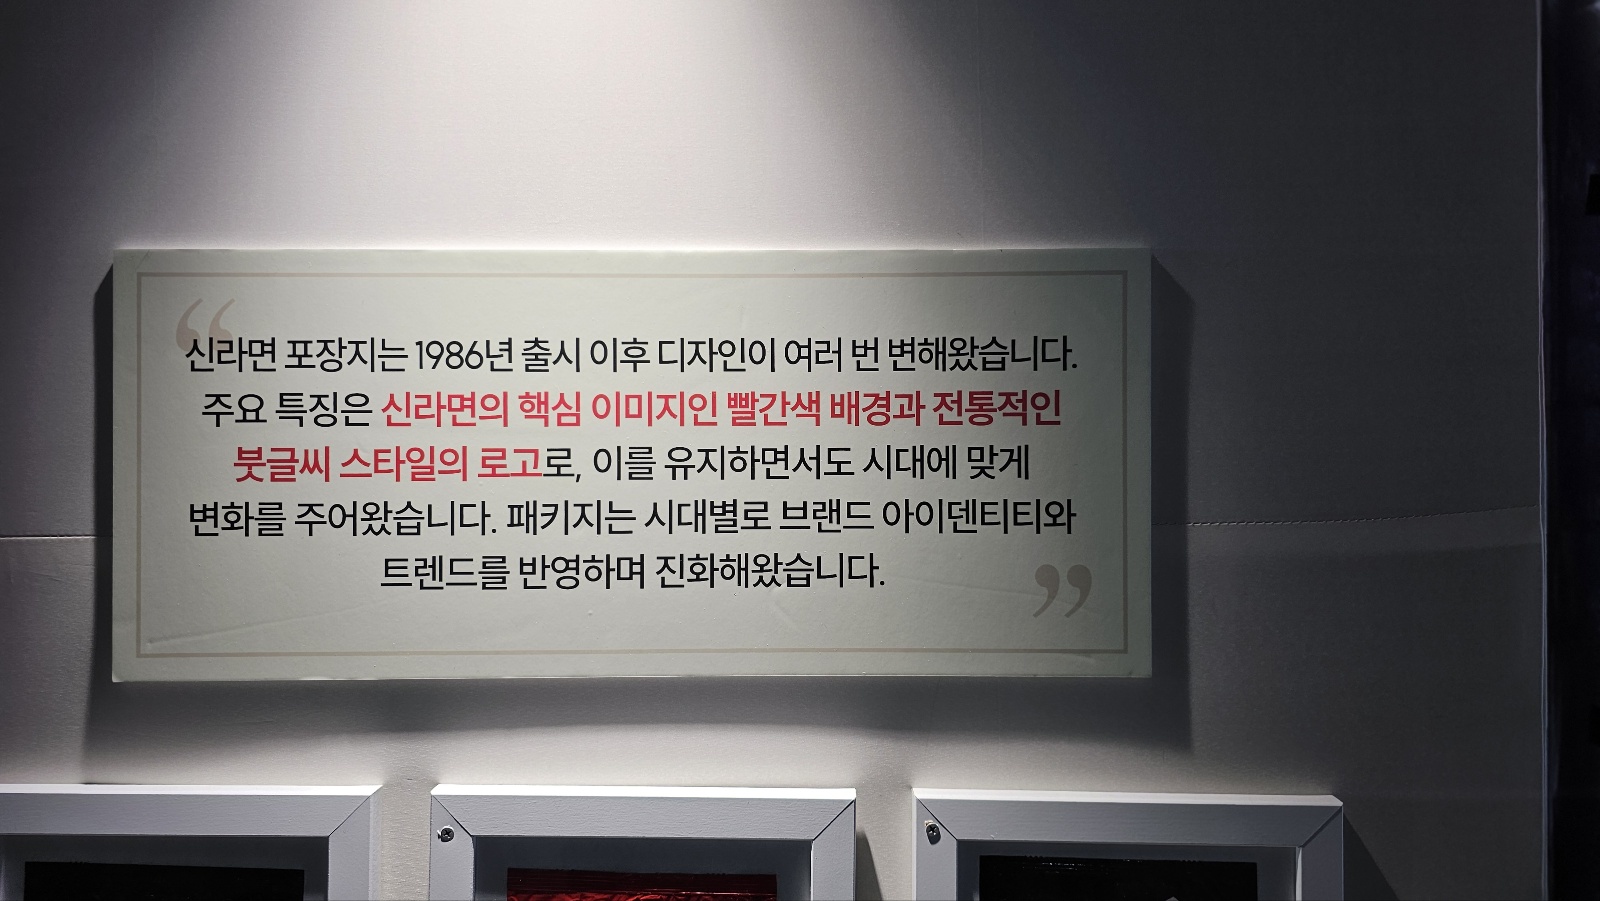 “
신라면 포장지는 1986년 출시 이후 디자인이 여러 번 변해왔습니다.
주요 특징은 신라면의 핵심 이미지인 빨간색 배경과 전통적인
붓글씨 스타일의 로고로, 이를 유지하면서도 시대에 맞게
변화를 주어왔습니다. 패키지는 시대별로 브랜드 아이덴티티와
트렌드를 반영하며 진화해왔습니다.
”